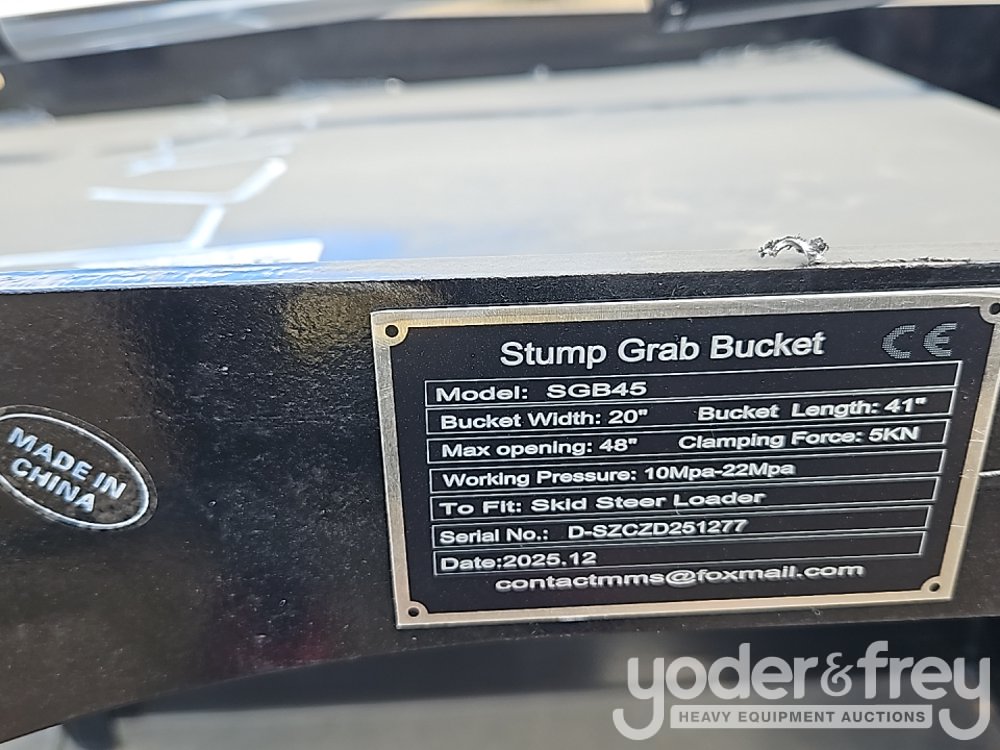 Stump Grab Bucket CE
Model: SGB45
Bucket Width: 20" Bucket Length: 41"
Max opening: 48" Clamping Force: 5KN
Working Pressure: 10Mpa-22Mpa
To Fit: Skid Steer Loader
Serial No.: D-SZCZD251277
Date:2025.12
contactmms@foxmail.com
MADE IN
CHINA
yoder&frey
HEAVY EQUIPMENT AUCTIONS